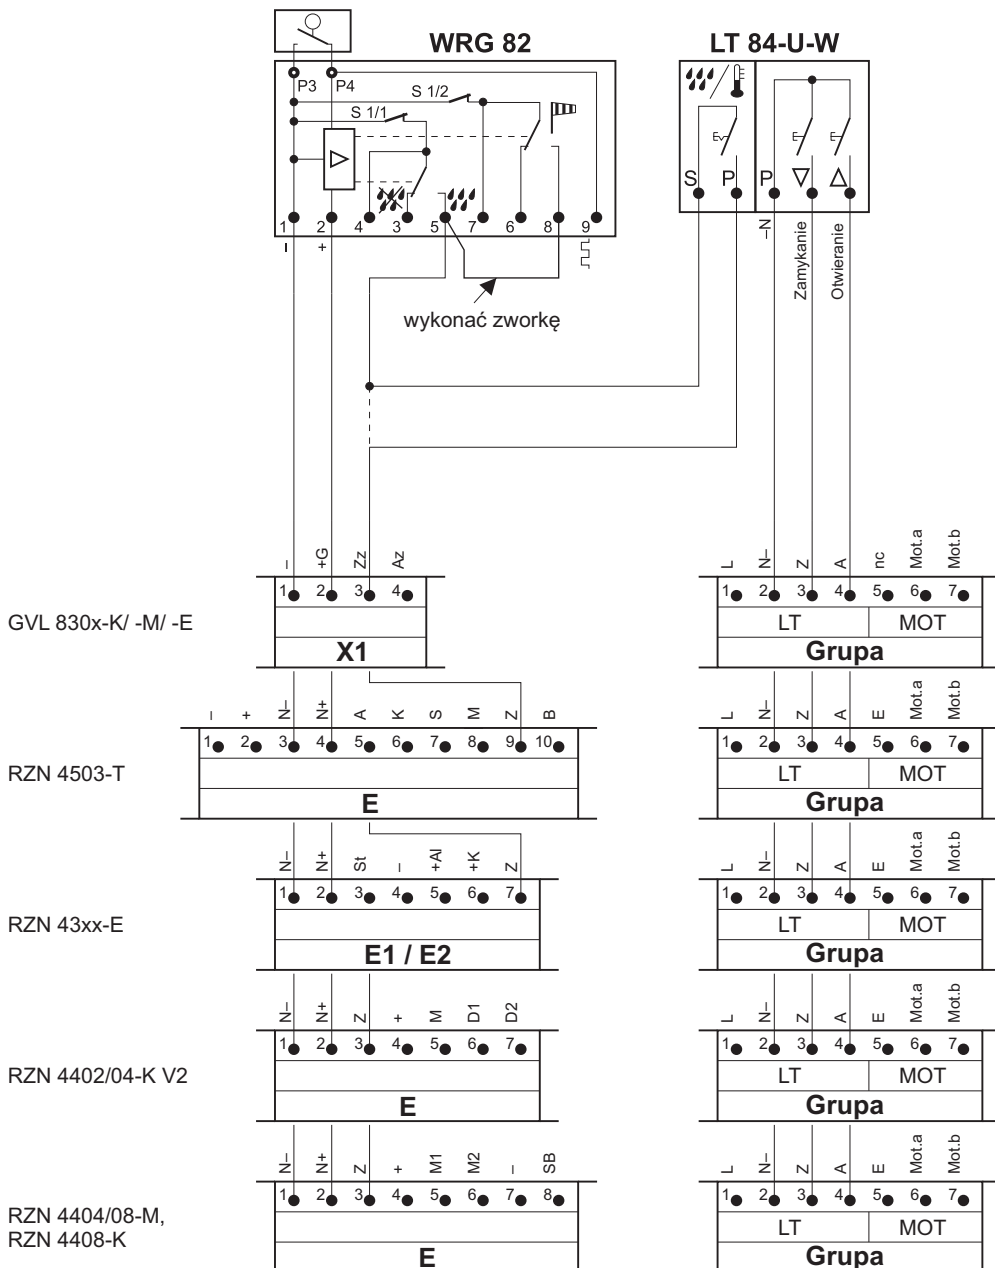 WRG 82
LT 84-U-W
P3 P4
S 1/2
S 1/1
S P P
1 2 4 3 5 7 6 8 9
– +
–N
Zamykanie
Otwieranie
wykonać zworkę
– +G Zz Az
L N– Z A nc Mot.a Mot.b
1 2 3 4
1 2 3 4 5 6 7
GVL 830x-K/ -M/ -E
LT MOT
X1
Grupa
– + N– N+ A K S M Z B
L N– Z A E Mot.a Mot.b
1 2 3 4 5 6 7 8 9 10
1 2 3 4 5 6 7
RZN 4503-T
LT MOT
E
Grupa
N– N+ St – +Al +K Z
L N– Z A E Mot.a Mot.b
1 2 3 4 5 6 7
1 2 3 4 5 6 7
RZN 43xx-E
LT MOT
E1 / E2
Grupa
N– N+ Z + M D1 D2
L N– Z A E Mot.a Mot.b
1 2 3 4 5 6 7
1 2 3 4 5 6 7
RZN 4402/04-K V2
LT MOT
E
Grupa
N– N+ Z + M1 M2 – SB
L N– Z A E Mot.a Mot.b
1 2 3 4 5 6 7 8
1 2 3 4 5 6 7
RZN 4404/08-M,
RZN 4408-K
LT MOT
E
Grupa